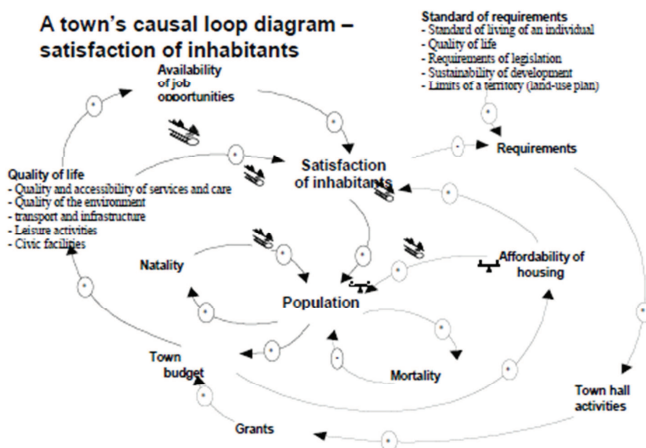 A town's causal loop diagram –
satisfaction of inhabitants
Standard of requirements
- Standard of living of an individual
- Quality of life
- Requirements of legislation
- Sustainability of development
- Limits of a territory (land-use plan)
Availability
of job
opportunities
Requirements
Satisfaction
of inhabitants
Quality of life
- Quality and accessibility of services and care
- Quality of the environment
- transport and infrastructure
- Leisure activities
- Civic facilities
Natality
Affordability of
housing
Population
Town
budget
Mortality
Town hall
activities
Grants